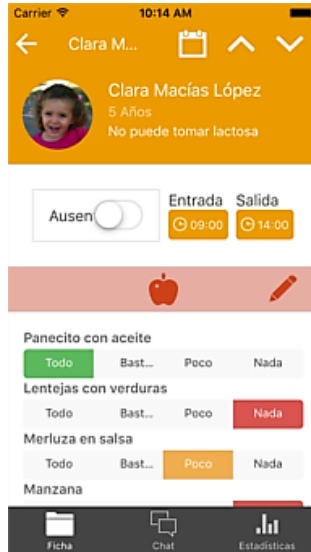 Carrier 10:14 AM
Clara M...
Clara Macías López
5 Años
No puede tomar lactosa
Ausen
Entrada Salida
09:00 14:00
Panecito con aceite
Todo Bast... Poco Nada
Lentejas con verduras
Todo Bast... Poco Nada
Merluza en salsa
Todo Bast... Poco Nada
Manzana
Ficha Chat Estadísticas